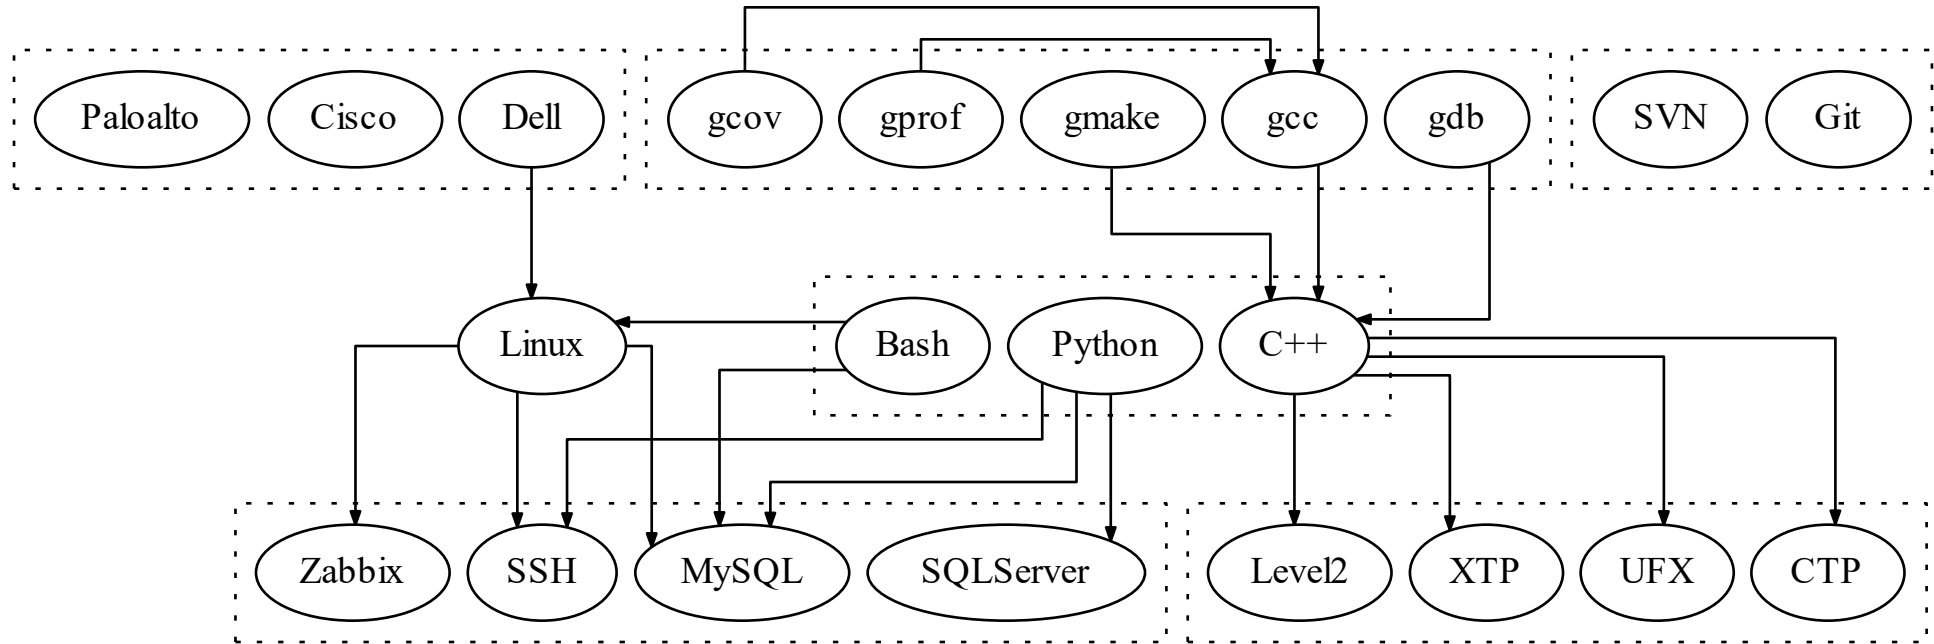 Paloalto
Cisco
Dell
gcov
gprof
gmake
gcc
gdb
SVN
Git
Linux
Bash
Python
C++
Zabbix
SSH
MySQL
SQLServer
Level2
XTP
UFX
CTP